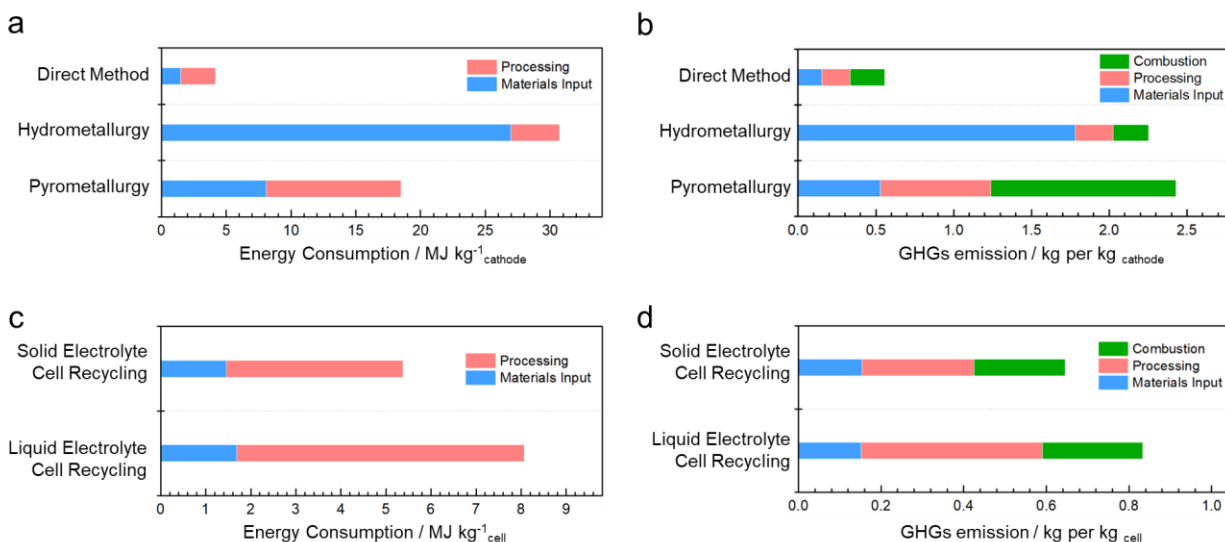 a
Direct Method
Hydrometallurgy
Pyrometallurgy
Processing
Materials Input
0 5 10 15 20 25 30
Energy Consumption / MJ kg⁻¹cathode
b
Direct Method
Hydrometallurgy
Pyrometallurgy
Combustion
Processing
Materials Input
0.0 0.5 1.0 1.5 2.0 2.5
GHGs emission / kg per kg cathode
c
Solid Electrolyte
Cell Recycling
Liquid Electrolyte
Cell Recycling
Processing
Materials Input
0 1 2 3 4 5 6 7 8 9
Energy Consumption / MJ kg⁻¹cell
d
Solid Electrolyte
Cell Recycling
Liquid Electrolyte
Cell Recycling
Combustion
Processing
Materials Input
0.0 0.2 0.4 0.6 0.8 1.0
GHGs emission / kg per kg cell